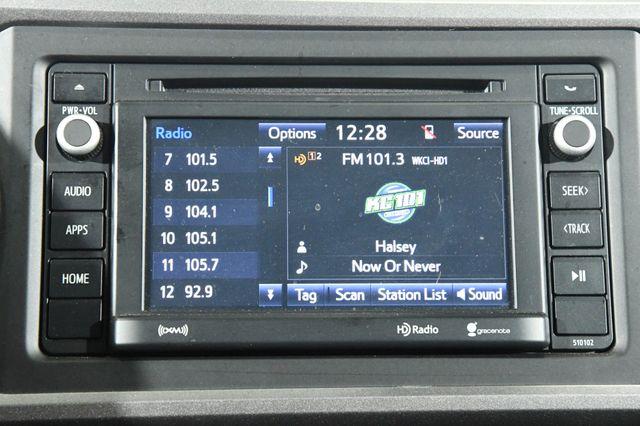 PWR•VOL
TUNE•SCROLL
Radio
Options
12:28
Source
7 101.5
8 102.5
9 104.1
10 105.1
11 105.7
12 92.9
HD 1 2
FM 101.3 WKCI-HD1
KC101
Halsey
Now Or Never
Tag
Scan
Station List
Sound
AUDIO
APPS
HOME
SEEK>
<TRACK
((XM))
HD Radio
gracenote
510102